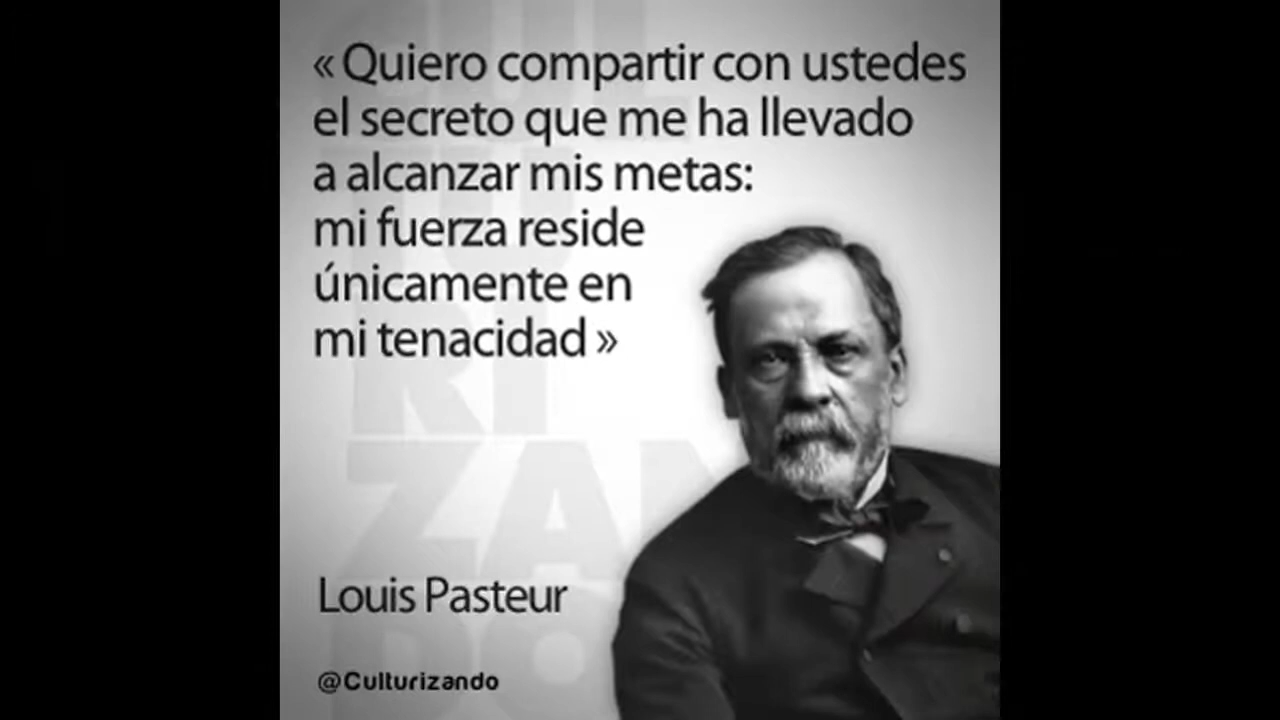 « Quiero compartir con ustedes
el secreto que me ha llevado
a alcanzar mis metas:
mi fuerza reside
únicamente en
mi tenacidad »
Louis Pasteur
@Culturizando